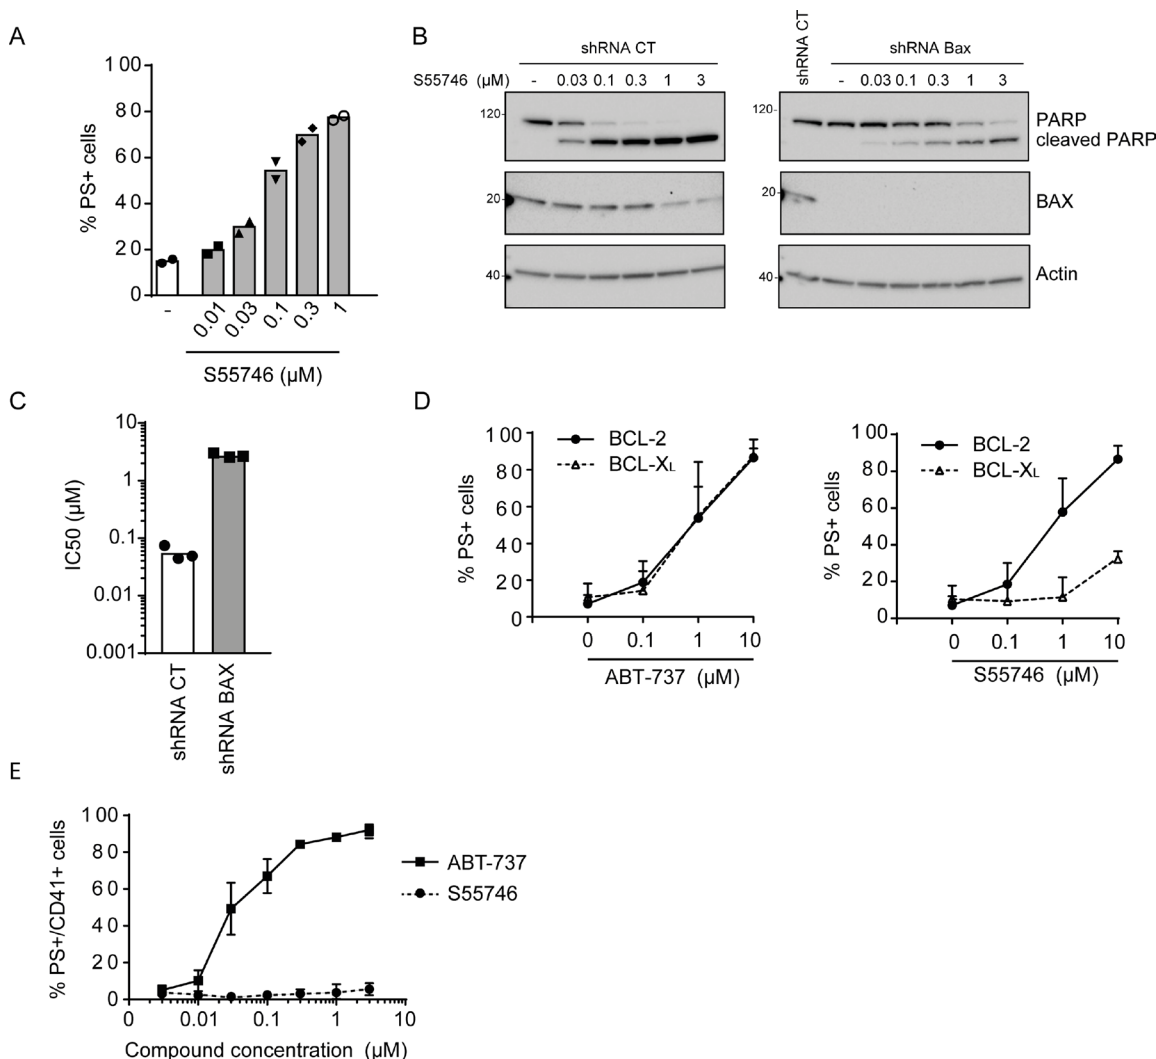 A
% PS+ cells
100
80
60
40
20
0
-
0.01
0.03
0.1
0.3
1
S55746 (µM)
B
shRNA CT
shRNA CT
shRNA Bax
S55746 (µM)
- 0.03 0.1 0.3 1 3
- 0.03 0.1 0.3 1 3
120
120
PARP
cleaved PARP
20
20
BAX
40
40
Actin
C
IC50 (µM)
10
1
0.1
0.01
0.001
shRNA CT
shRNA BAX
D
% PS+ cells
100
80
60
40
20
0
BCL-2
BCL-XL
0 0.1 1 10
ABT-737 (µM)
% PS+ cells
100
80
60
40
20
0
BCL-2
BCL-XL
0 0.1 1 10
S55746 (µM)
E
% PS+/CD41+ cells
100
80
60
40
20
0
ABT-737
S55746
0 0.01 0.1 1 10
Compound concentration (µM)